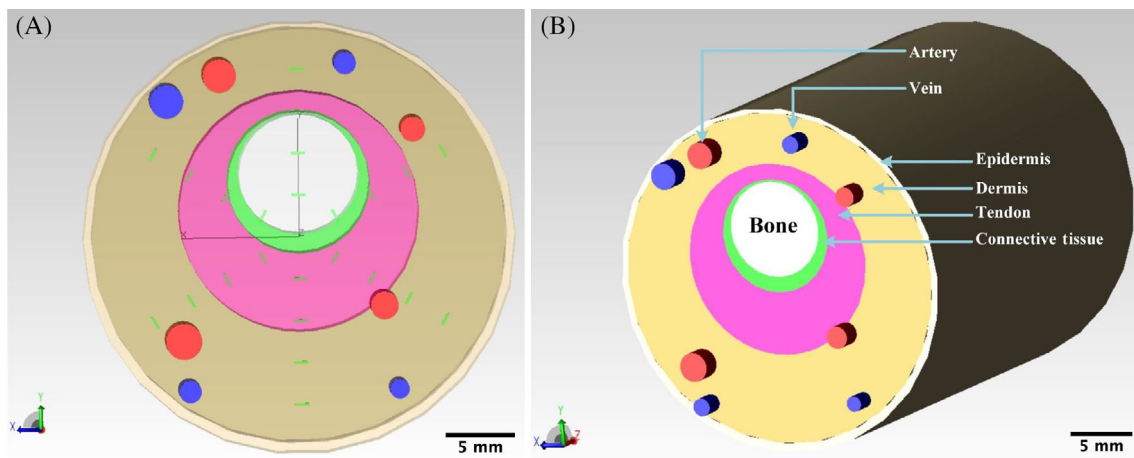 (A)
X
Y
Z
Y
X
5 mm
(B)
Artery
Vein
Epidermis
Dermis
Tendon
Connective tissue
Bone
Y
X
Z
5 mm